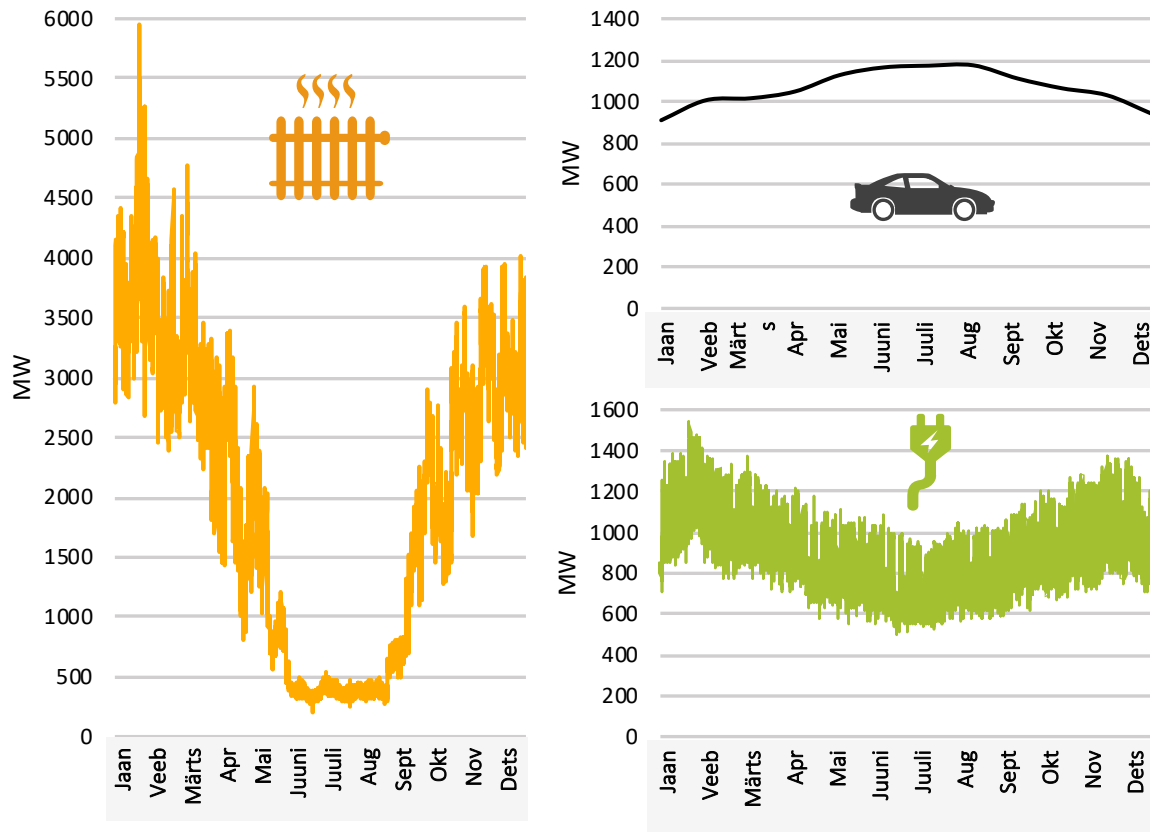 6000
5500
5000
4500
4000
3500
3000
2500
2000
1500
1000
500
0
MW
Jaan
Veeb
Märts
Apr
Mai
Juuni
Juuli
Aug
Sept
Okt
Nov
Dets
1400
1200
1000
800
600
400
200
0
MW
Jaan
Veeb
Märt
s
Apr
Mai
Juuni
Juuli
Aug
Sept
Okt
Nov
Dets
1600
1400
1200
1000
800
600
400
200
0
MW
Jaan
Veeb
Märts
Apr
Mai
Juuni
Juuli
Aug
Sept
Okt
Nov
Dets